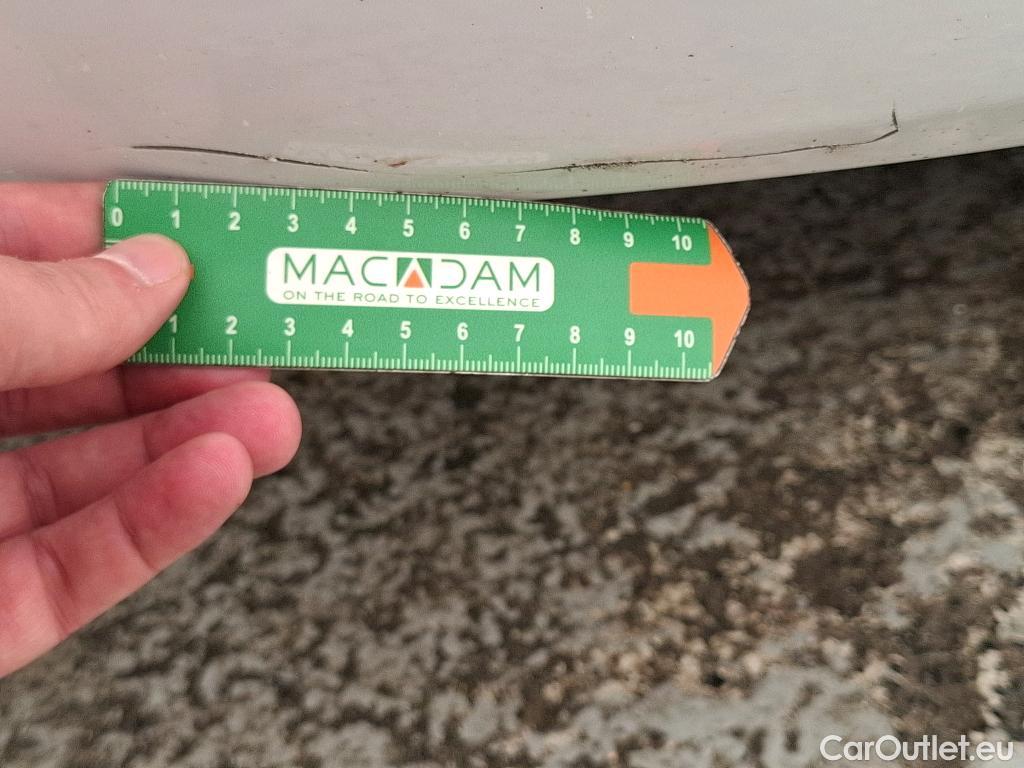 0 1 2 3 4 5 6 7 8 9 10
MACADAM
ON THE ROAD TO EXCELLENCE
1 2 3 4 5 6 7 8 9 10
CarOutlet.eu